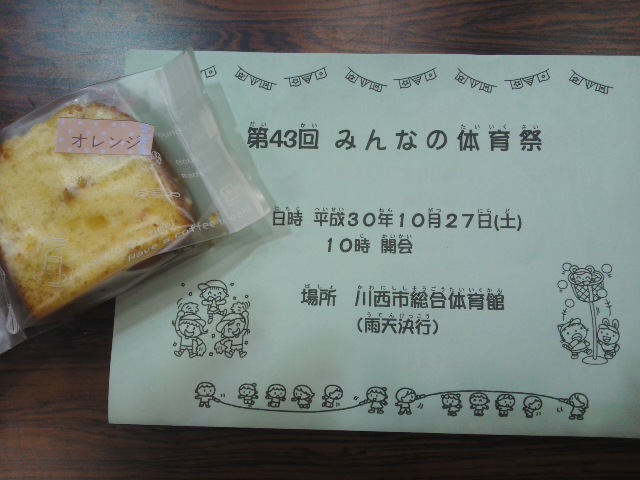 オレンジ
第43回 みんなの体育祭
日時 平成30年10月27日(土)
10時 開会
場所 川西市総合体育館
(雨天決行)